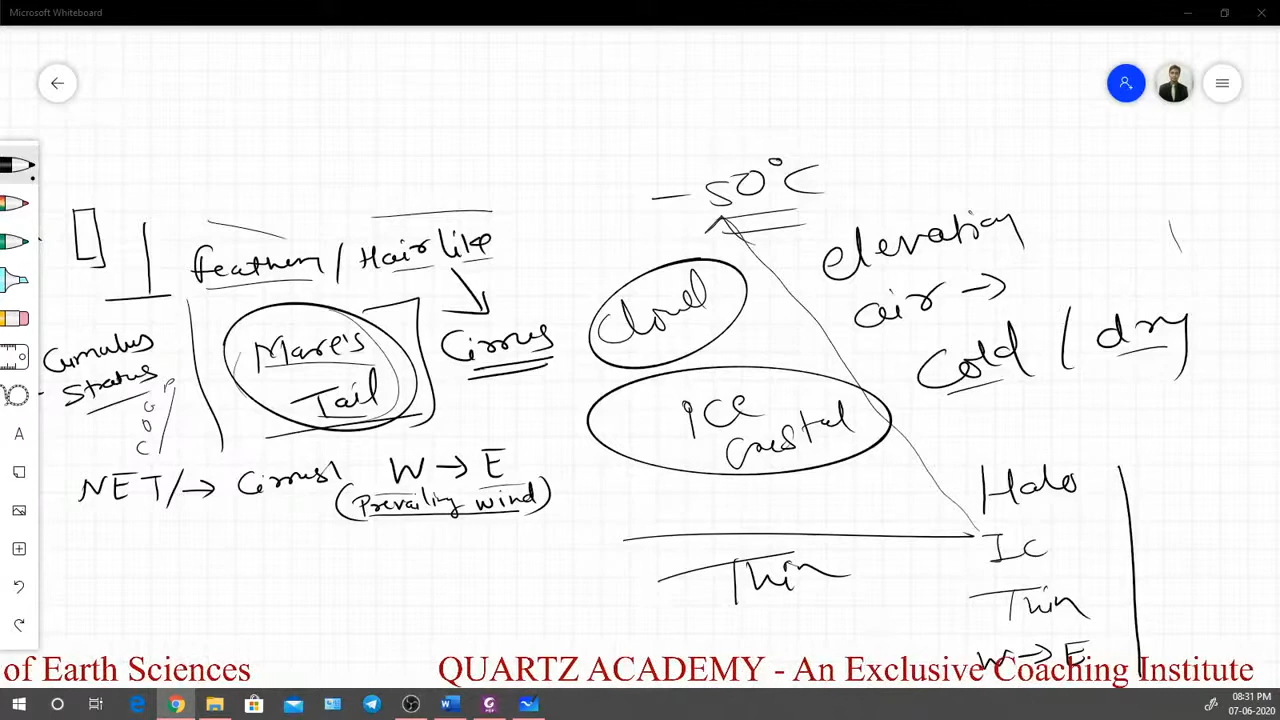 Microsoft Whiteboard
- 50°C
elevation
air →
cold / dry
feathery / Hair like
cloud
Cumulus
Stratus
Mare's
Tail
Cirrus
ice
crestal
NET/→ Cirrus W → E
(Prevailing wind)
Thin
Halo
IC
Thin
W → E
of Earth Sciences QUARTZ ACADEMY - An Exclusive Coaching Institute
08:31 PM
07-06-2020